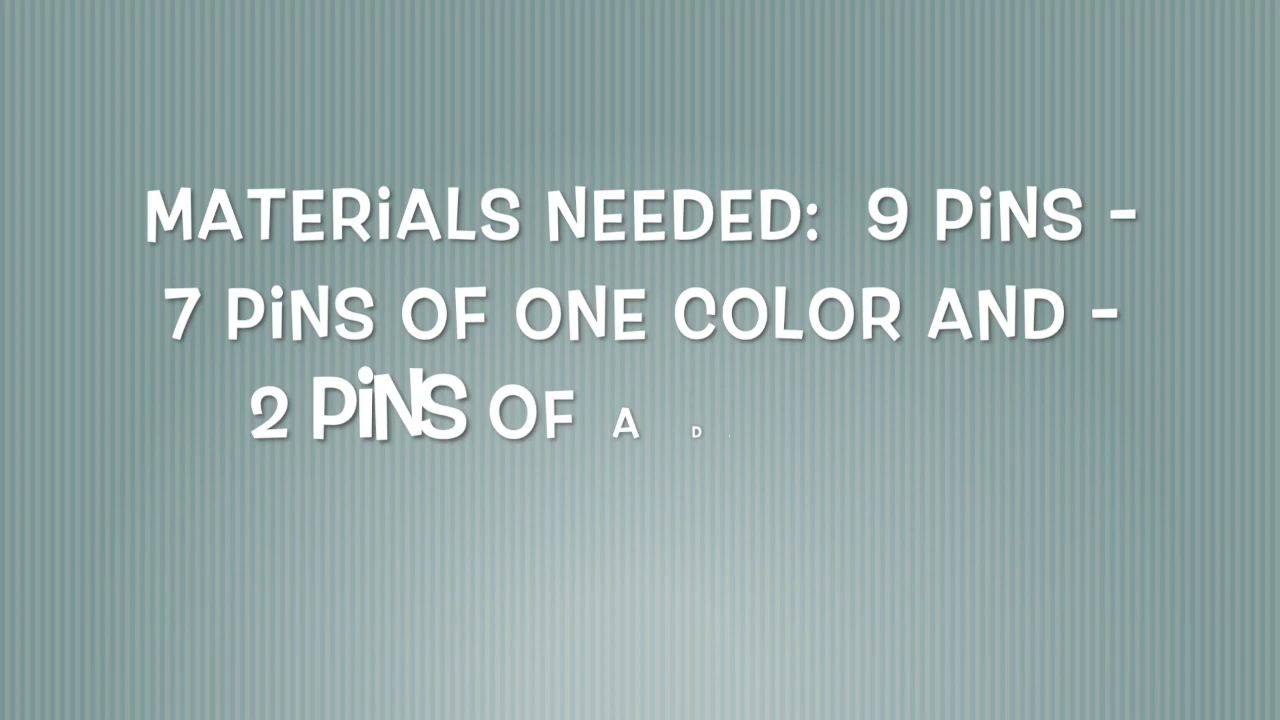 MATERiALS NEEDED: 9 PiNS -
7 PiNS OF ONE COLOR AND -
2 PiNS OF A D